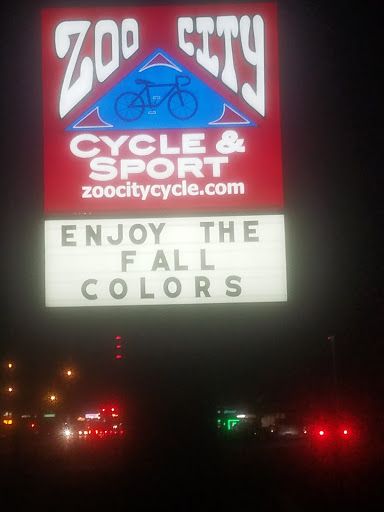 ZOO CITY
CYCLE &
SPORT
zoocitycycle.com
ENJOY THE
FALL
COLORS